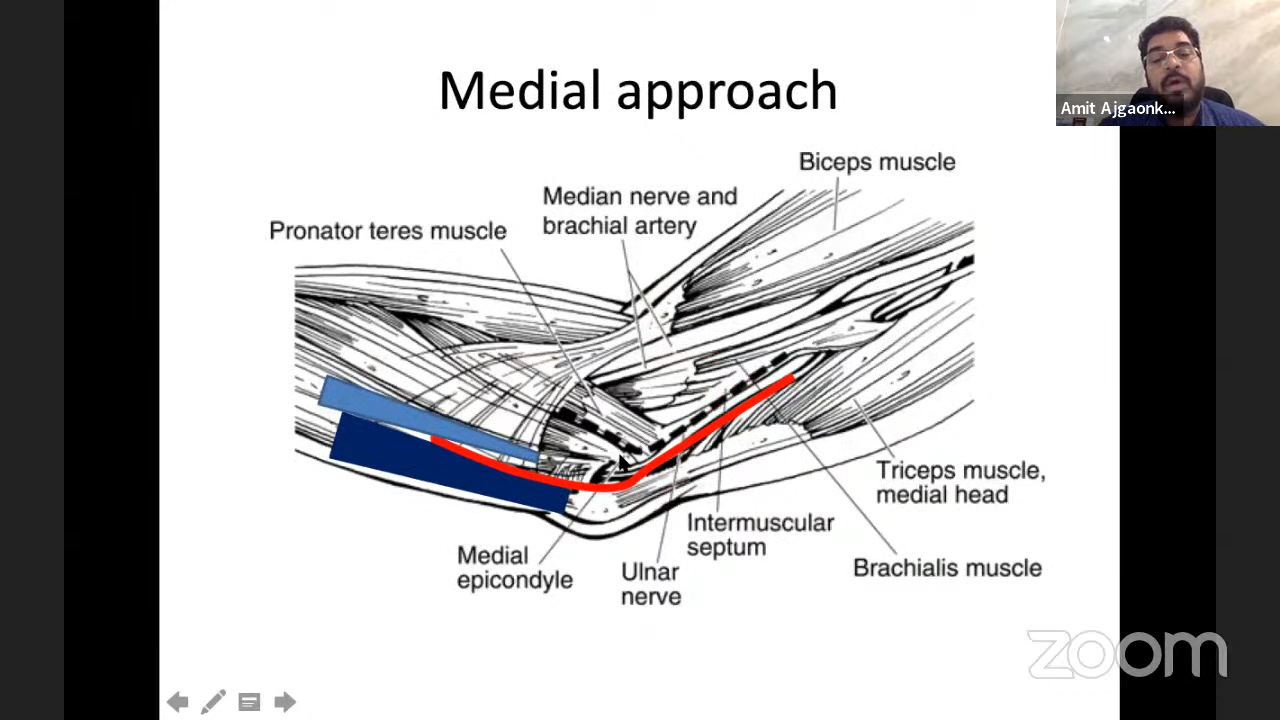 Medial approach
Amit Ajgaonk...
Biceps muscle
Median nerve and
brachial artery
Pronator teres muscle
Triceps muscle,
medial head
Intermuscular
septum
Brachialis muscle
Medial
epicondyle
Ulnar
nerve
zoom